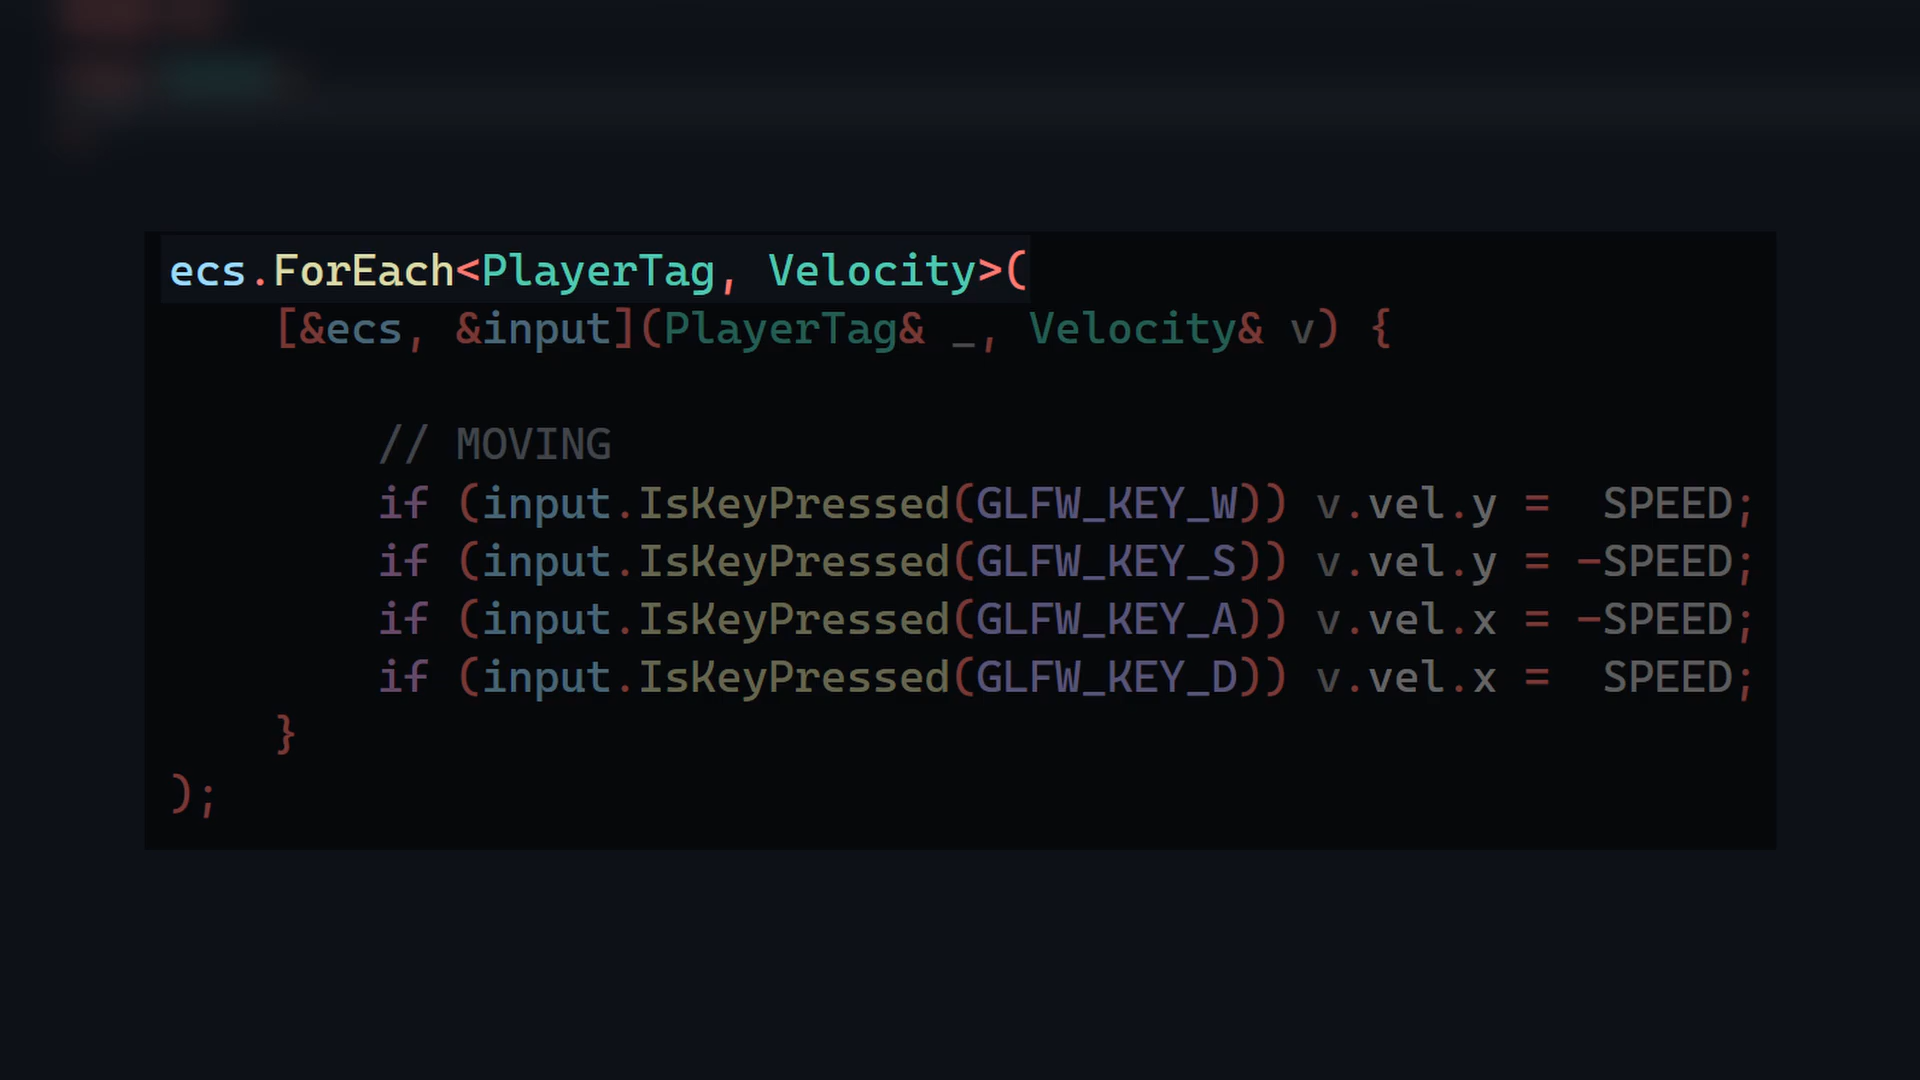 ecs.ForEach<PlayerTag, Velocity>(
[&ecs, &input](PlayerTag& _, Velocity& v) {
// MOVING
if (input.IsKeyPressed(GLFW_KEY_W)) v.vel.y =  SPEED;
if (input.IsKeyPressed(GLFW_KEY_S)) v.vel.y = -SPEED;
if (input.IsKeyPressed(GLFW_KEY_A)) v.vel.x = -SPEED;
if (input.IsKeyPressed(GLFW_KEY_D)) v.vel.x =  SPEED;
}
);